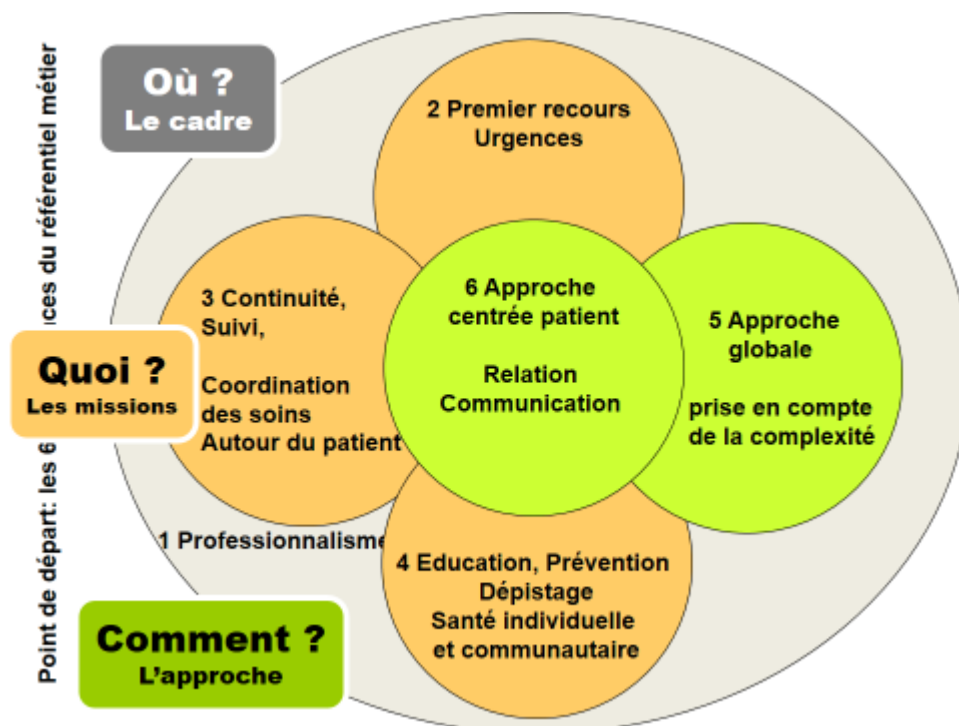 Où ?
Le cadre
2 Premier recours
Urgences
3 Continuité,
Suivi,
Coordination
des soins
Autour du patient
6 Approche
centrée patient
Relation
Communication
5 Approche
globale
prise en compte
de la complexité
Quoi ?
Les missions
1 Professionnalisme
4 Education, Prévention
Dépistage
Santé individuelle
et communautaire
Comment ?
L'approche
Point de départ: les 6 nces du référentiel métier